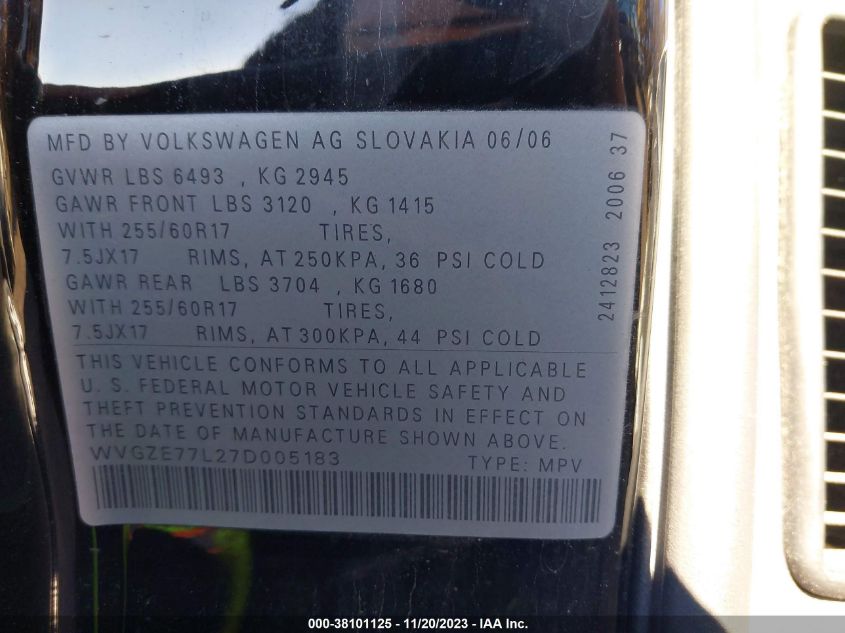 MFD BY VOLKSWAGEN AG SLOVAKIA 06/06
GVWR LBS 6493 , KG 2945
GAWR FRONT LBS 3120 , KG 1415
WITH 255/60R17 TIRES,
7.5JX17 RIMS, AT 250KPA, 36 PSI COLD
GAWR REAR LBS 3704 , KG 1680
WITH 255/60R17 TIRES,
7.5JX17 RIMS, AT 300KPA, 44 PSI COLD
THIS VEHICLE CONFORMS TO ALL APPLICABLE
U. S. FEDERAL MOTOR VEHICLE SAFETY AND
THEFT PREVENTION STANDARDS IN EFFECT ON
THE DATE OF MANUFACTURE SHOWN ABOVE.
WVGZE77L27D005183 TYPE: MPV
2412823 2006 37
000-38101125 - 11/20/2023 - IAA Inc.